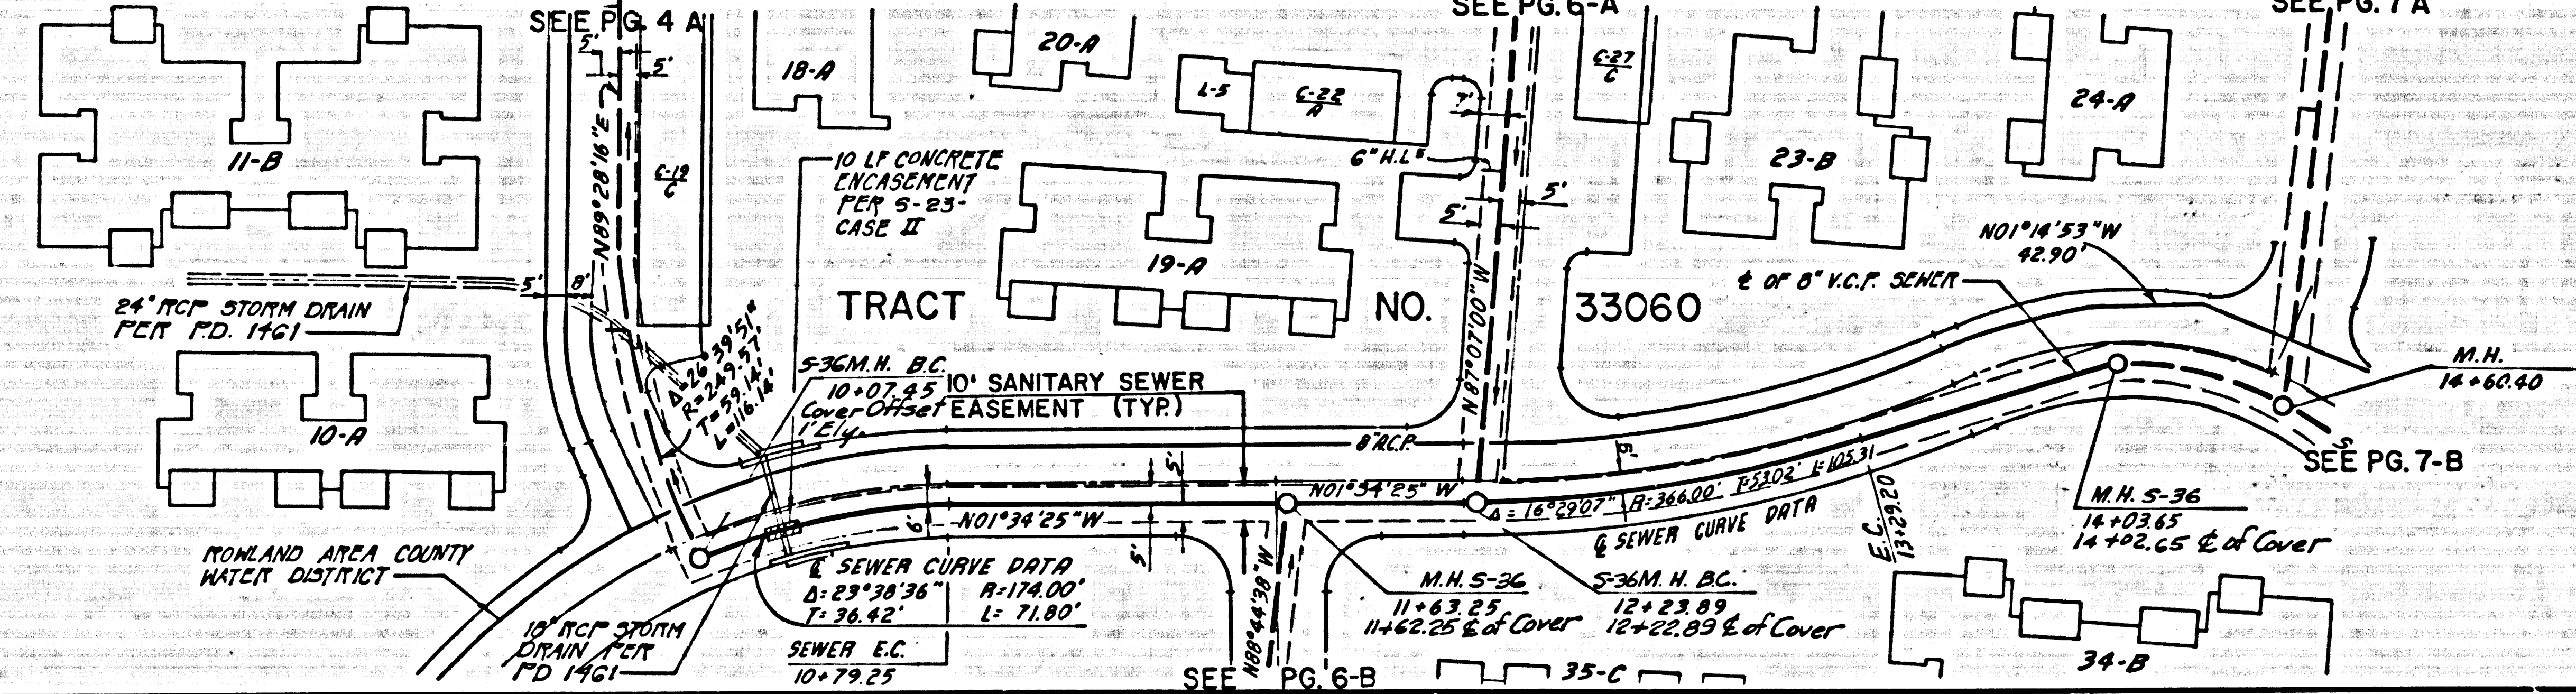 SEE PG. 4 A
SEE PG. 6-A
SEE PG. 7 A
5'
5'
11-B
N89°28'16"E
C-19
C
18-A
20-A
L-5
C-22
A
7'
C-27
C
23-B
24-A
10 LF CONCRETE
ENCASEMENT
PER S-23-
CASE II
6" H.L.
5'
5'
19-A
N01°14'53"W
42.90'
24" RCP STORM DRAIN
PER P.D. 1461
5'
8'
TRACT NO. 33060
℄ OF 8" V.C.P. SEWER
Δ=26°39'51"
R=249.57'
T=59.14'
L=116.14'
S-36 M.H. B.C.
10+07.45
Cover Offset
1' Ely.
10' SANITARY SEWER
EASEMENT (TYP.)
N87°07'00"W
M.H.
14+60.40
10-A
8" A.C.P.
5'
5'
6'
5'
N01°34'25"W
N01°34'25"W
Δ= 16°29'07" R=366.00' T=53.02' L=105.31
℄ SEWER CURVE DATA
E.C.
13+29.20
SEE PG. 7-B
M.H. S-36
14+03.65
14+02.65 ℄ of Cover
ROWLAND AREA COUNTY
WATER DISTRICT
℄ SEWER CURVE DATA
Δ=23°38'36" R=174.00'
T=36.42' L= 71.80'
18" RCP STORM
DRAIN PER
PD 1461
SEWER E.C.
10+79.25
N88°44'38"W
M.H. S-36
11+63.25
11+62.25 ℄ of Cover
S-36 M.H. B.C.
12+23.89
12+22.89 ℄ of Cover
SEE PG. 6-B
35-C
34-B